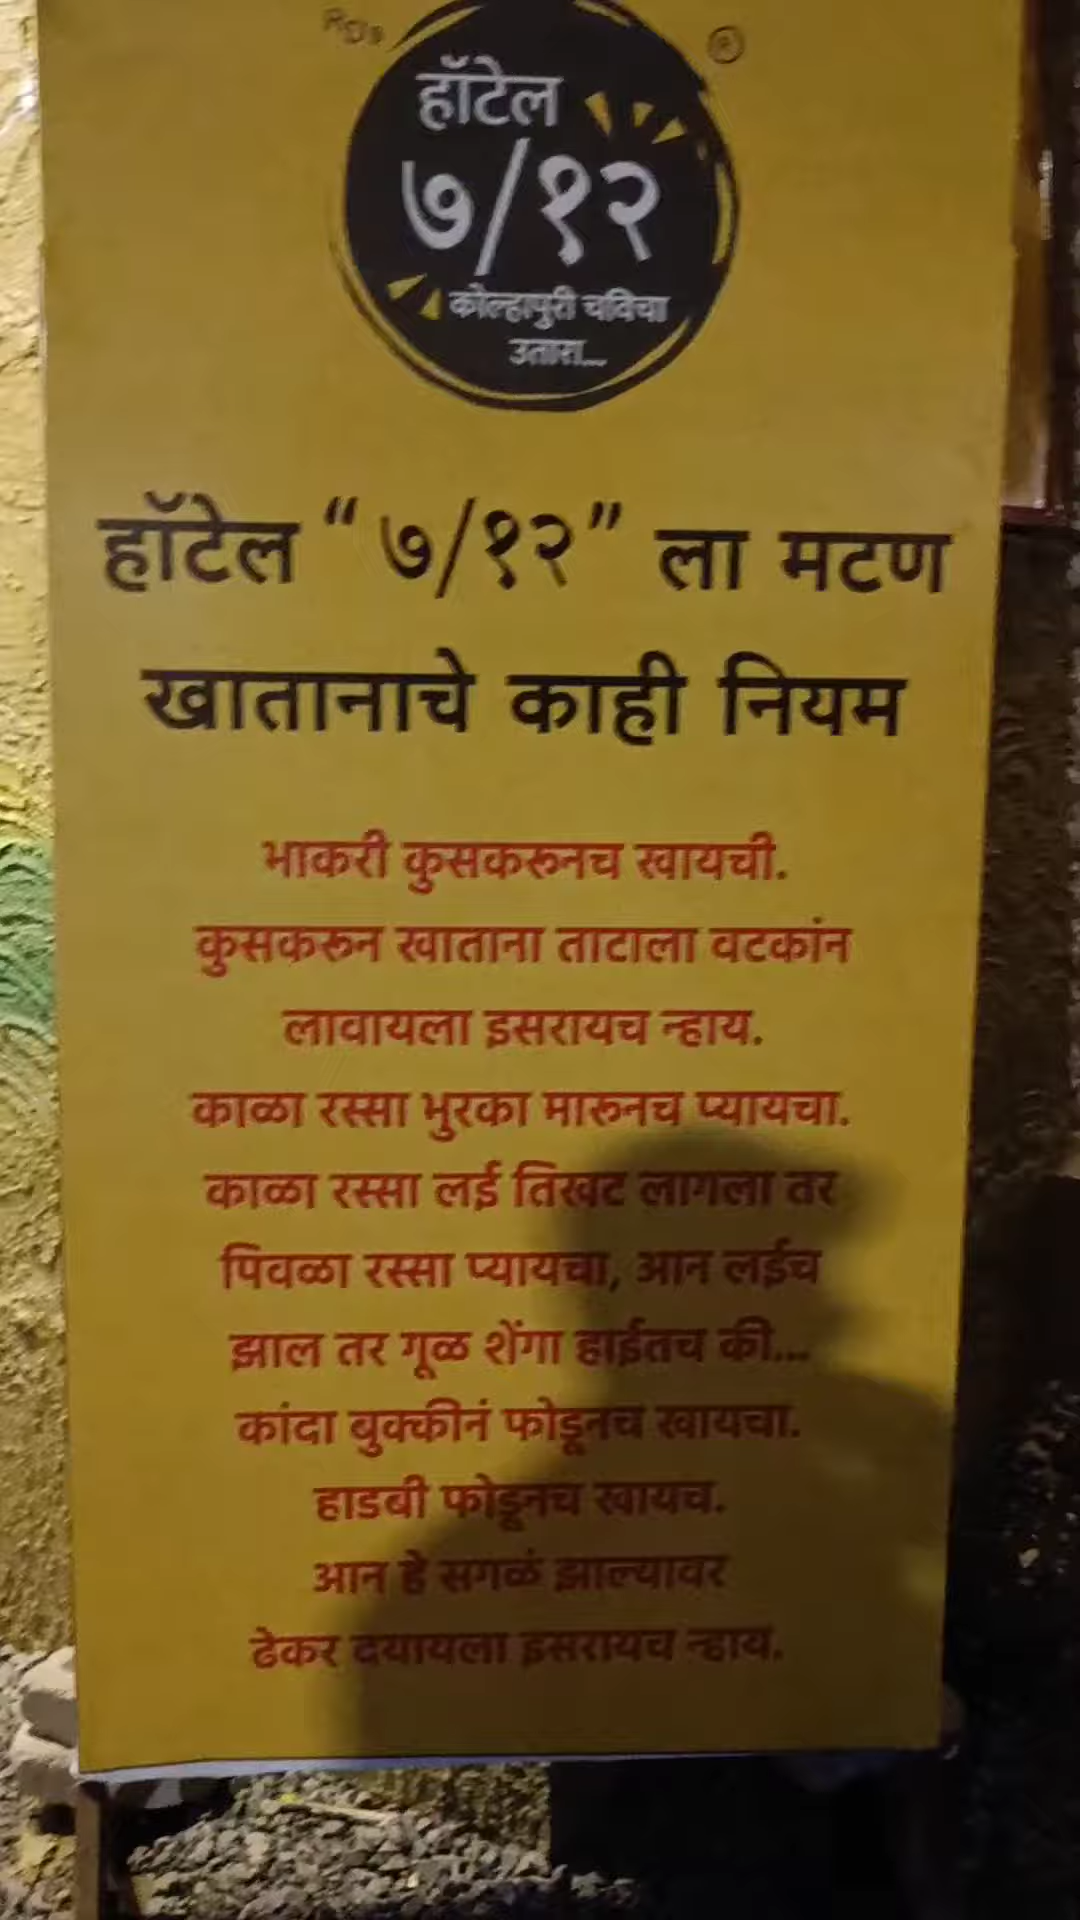 RD's ®
हॉटेल
७/१२
कोल्हापुरी चविचा
उतारा...
हॉटेल “ ७/१२” ला मटण
खातानाचे काही नियम
भाकरी कुसकरूनच खायची.
कुसकरून खाताना ताटाला वटकांन
लावायला इसरायच न्हाय.
काळा रस्सा भुरका मारूनच प्यायचा.
काळा रस्सा लई तिखट लागला तर
पिवळा रस्सा प्यायचा, आन लईच
झाल तर गूळ शेंगा हाईतच की...
कांदा बुक्कीनं फोडूनच खायचा.
हाडबी फोडूनच खायच.
आन हे सगळं झाल्यावर
ढेकर दयायला इसरायच न्हाय.